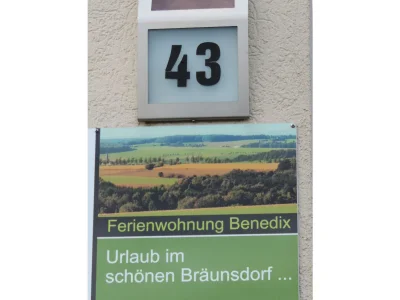 43
Ferienwohnung Benedix
Urlaub im
schönen Bräunsdorf ...